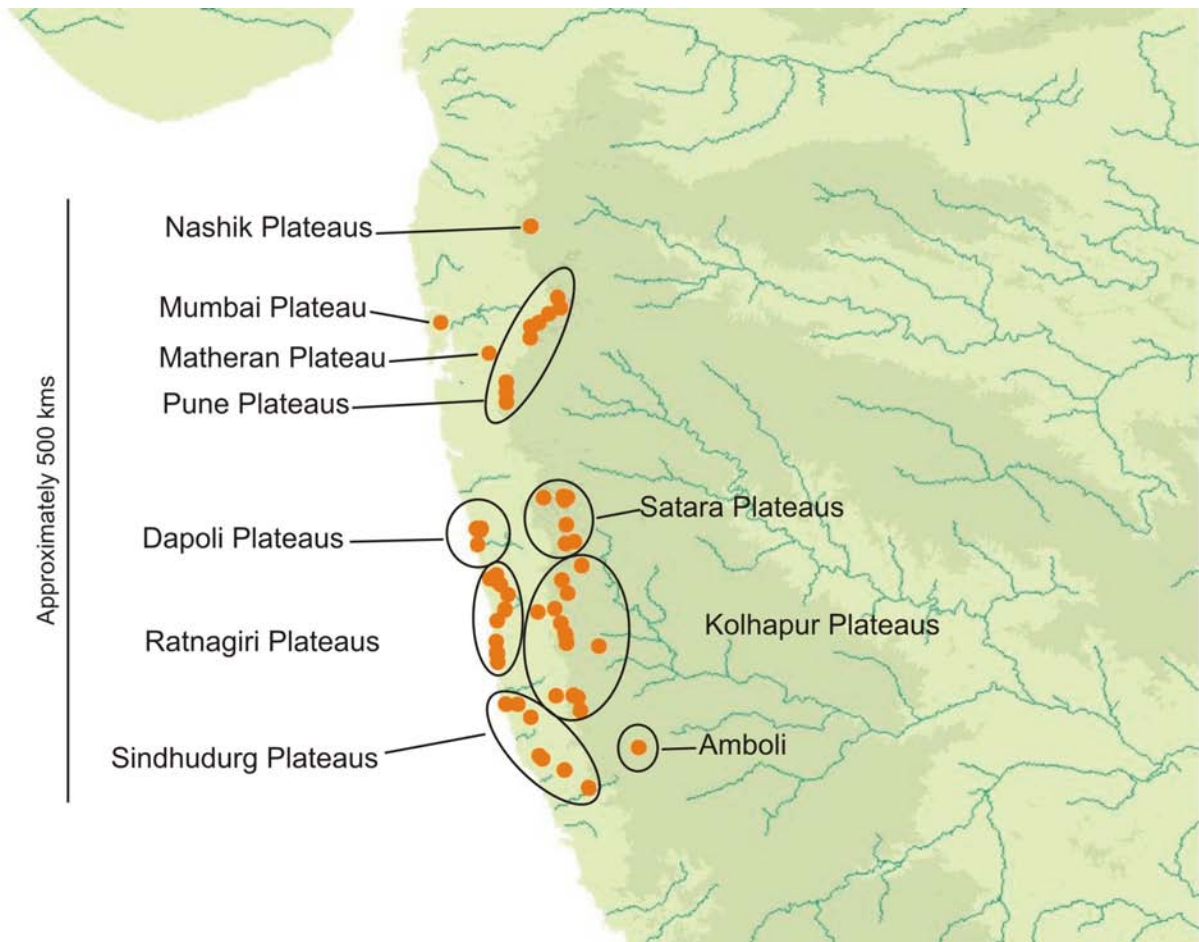 Nashik Plateaus
Mumbai Plateau
Matheran Plateau
Pune Plateaus
Approximately 500 kms
Satara Plateaus
Dapoli Plateaus
Kolhapur Plateaus
Ratnagiri Plateaus
Amboli
Sindhudurg Plateaus